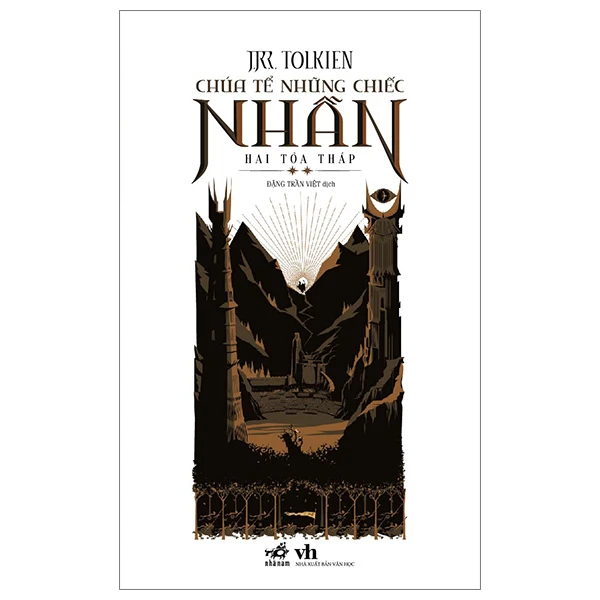 J.R.R. TOLKIEN
CHÚA TỂ NHỮNG CHIẾC
NHẪN
HAI TÒA THÁP
ĐẶNG TRẦN VIỆT dịch
nhã nam
vh
NHÀ XUẤT BẢN VĂN HỌC